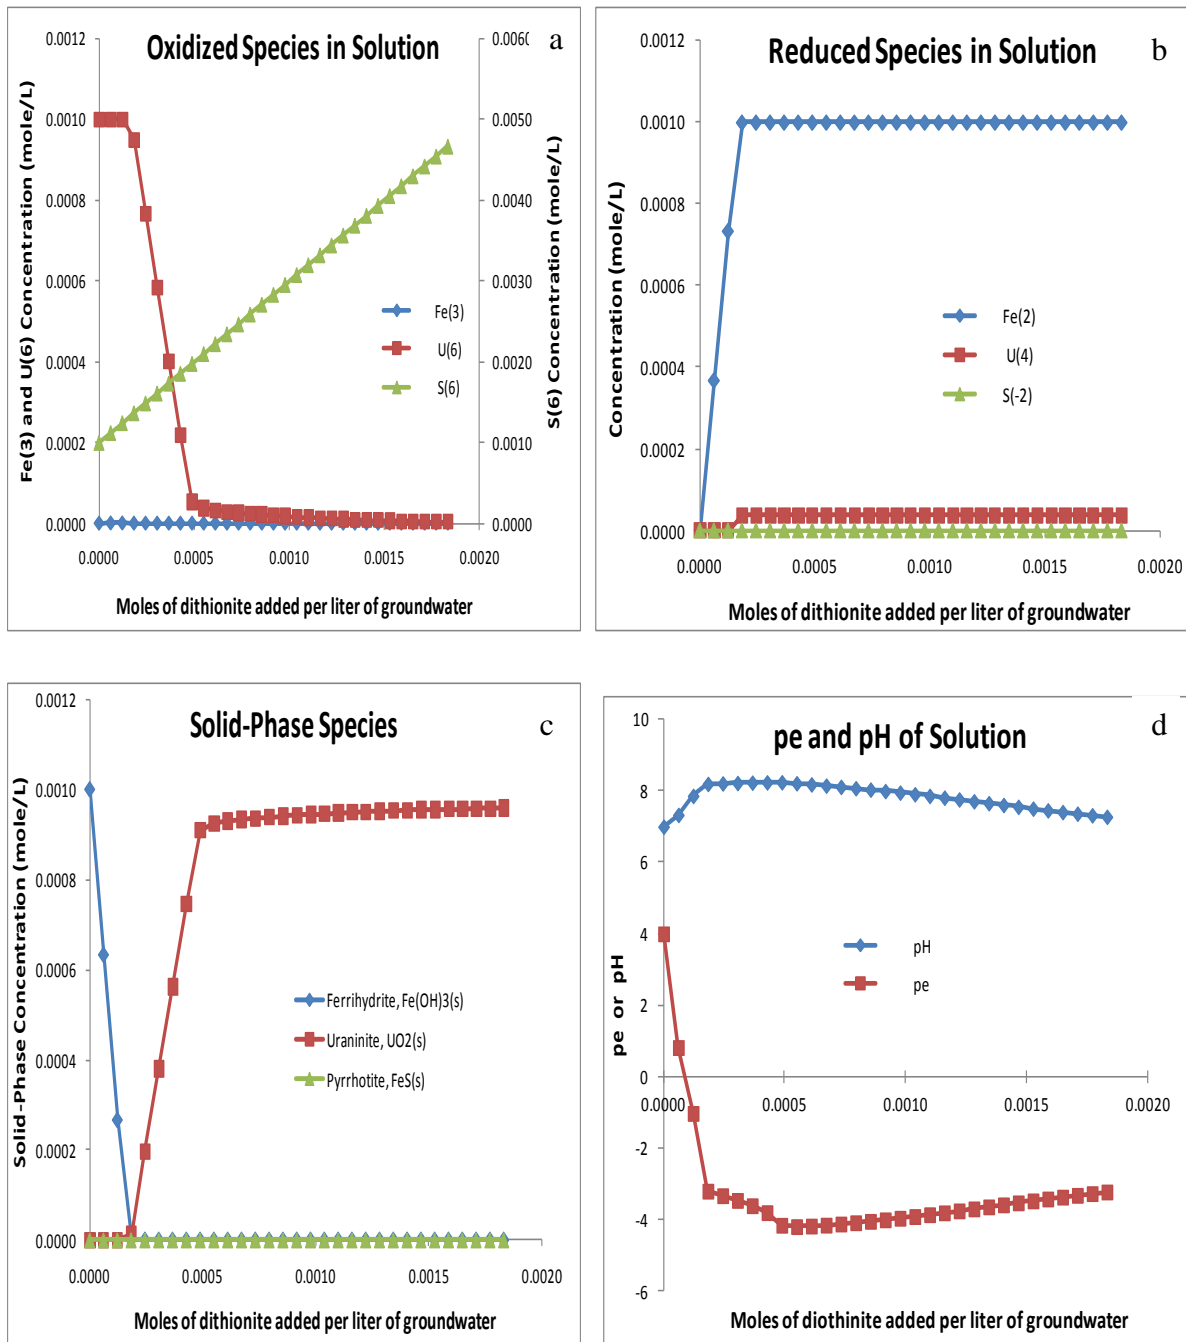 Oxidized Species in Solution
a
0.0012
0.0010
0.0008
0.0006
0.0004
0.0002
0.0000
0.0050
0.0040
0.0030
0.0020
0.0010
0.0000
Fe(3) and U(6) Concentration (mole/L)
S(6) Concentration (mole/L)
Fe(3)
U(6)
S(6)
0.0000 0.0005 0.0010 0.0015 0.0020
Moles of dithionite added per liter of groundwater
Reduced Species in Solution
b
0.0012
0.0010
0.0008
0.0006
0.0004
0.0002
0.0000
Concentration (mole/L)
Fe(2)
U(4)
S(-2)
0.0000 0.0005 0.0010 0.0015 0.0020
Moles of dithionite added per liter of groundwater
Solid-Phase Species
c
0.0012
0.0010
0.0008
0.0006
0.0004
0.0002
0.0000
Solid-Phase Concentration (mole/L)
Ferrihydrite, Fe(OH)3(s)
Uraninite, UO2(s)
Pyrrhotite, FeS(s)
0.0000 0.0005 0.0010 0.0015 0.0020
Moles of dithionite added per liter of groundwater
pe and pH of Solution
d
10
8
6
4
2
0
-2
-4
-6
pe or pH
pH
pe
0.0000 0.0005 0.0010 0.0015 0.0020
Moles of diothinite added per liter of groundwater